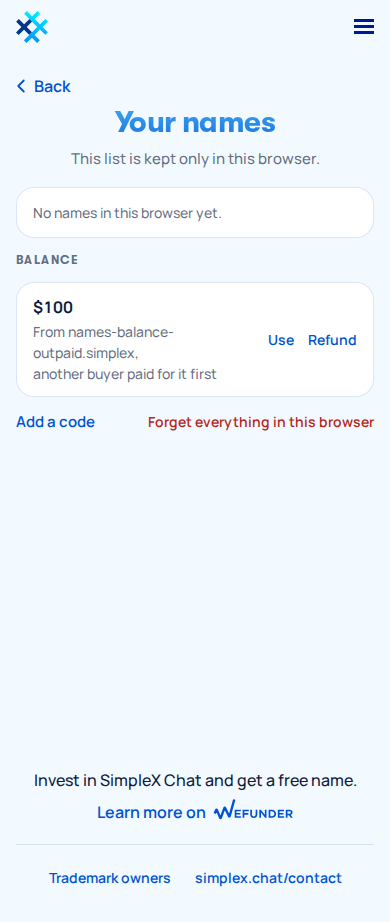 Back
Your names
This list is kept only in this browser.
No names in this browser yet.
BALANCE
$100
From names-balance-
outpaid.simplex,
another buyer paid for it first
Use Refund
Add a code
Forget everything in this browser
Invest in SimpleX Chat and get a free name.
Learn more on WEFUNDER
Trademark owners
simplex.chat/contact